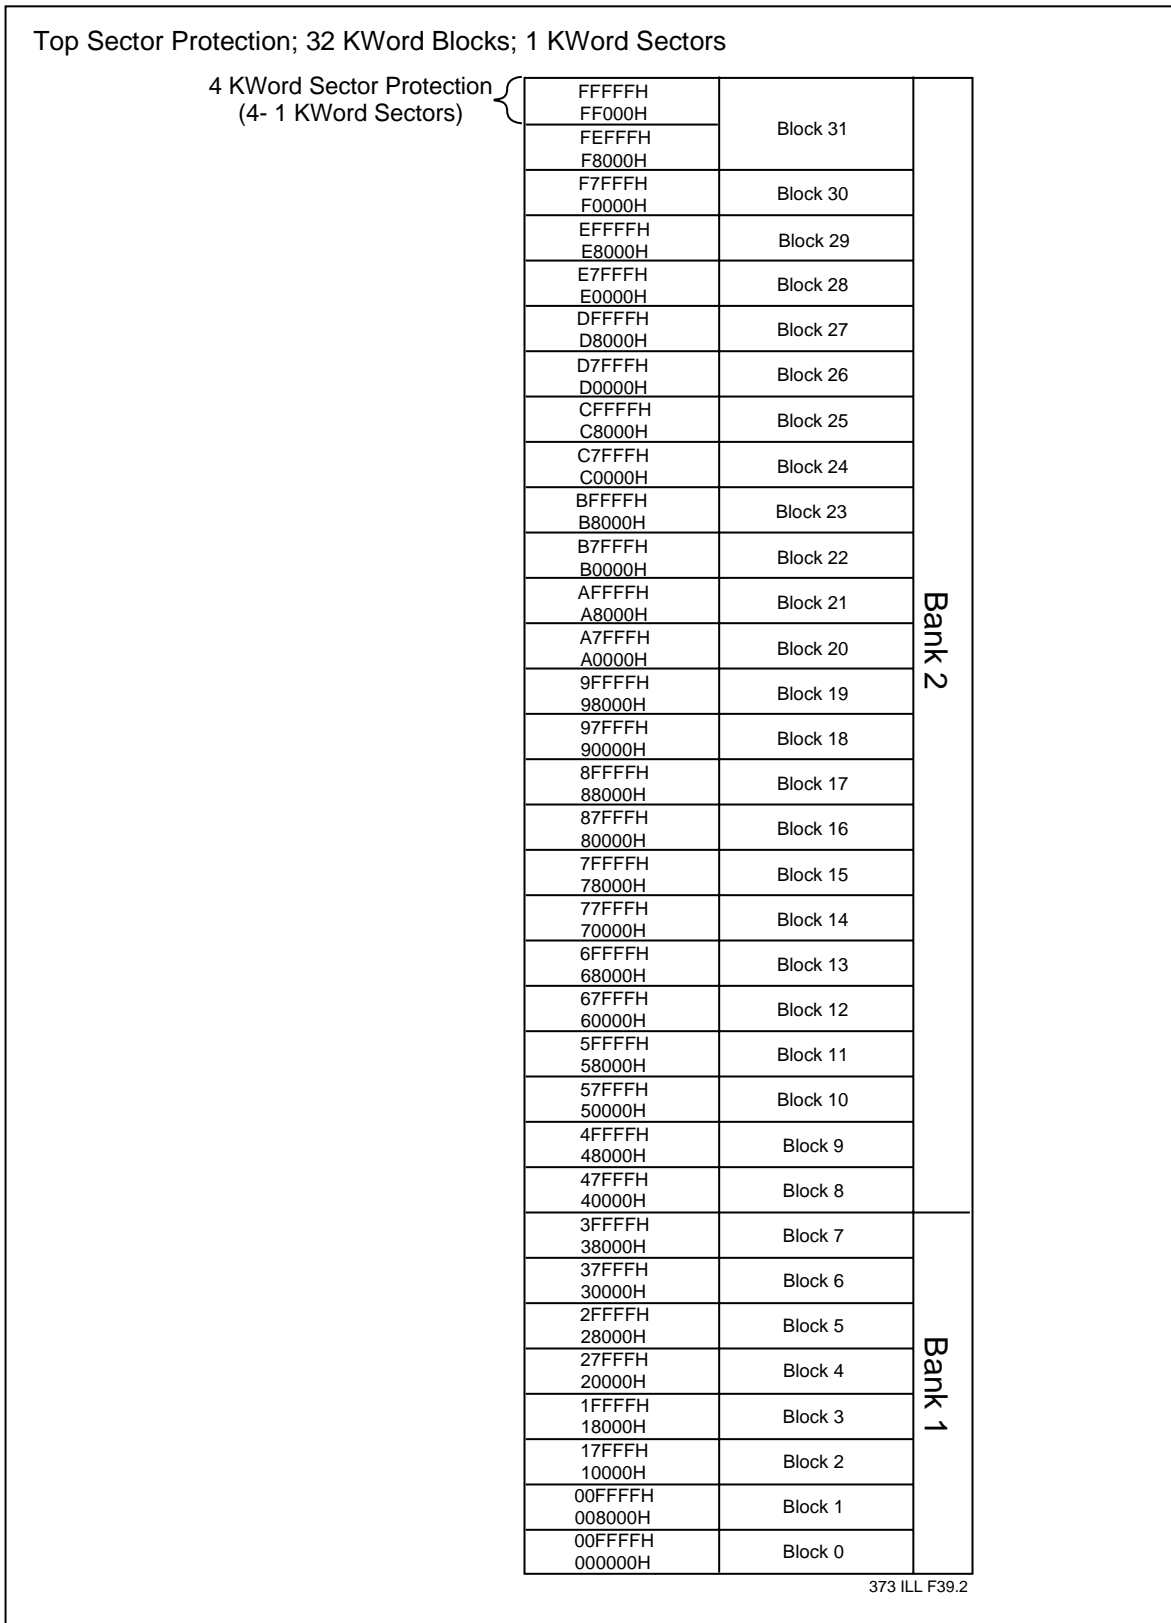 Top Sector Protection; 32 KWord Blocks; 1 KWord Sectors
4 KWord Sector Protection
(4- 1 KWord Sectors)
FFFFFH
FF000H
FEFFFH
F8000H
Block 31
F7FFFH
F0000H
Block 30
EFFFFH
E8000H
Block 29
E7FFFH
E0000H
Block 28
DFFFFH
D8000H
Block 27
D7FFFH
D0000H
Block 26
CFFFFH
C8000H
Block 25
C7FFFH
C0000H
Block 24
BFFFFH
B8000H
Block 23
B7FFFH
B0000H
Block 22
AFFFFH
A8000H
Block 21
A7FFFH
A0000H
Block 20
9FFFFH
98000H
Block 19
97FFFH
90000H
Block 18
8FFFFH
88000H
Block 17
87FFFH
80000H
Block 16
7FFFFH
78000H
Block 15
77FFFH
70000H
Block 14
6FFFFH
68000H
Block 13
67FFFH
60000H
Block 12
5FFFFH
58000H
Block 11
57FFFH
50000H
Block 10
4FFFFH
48000H
Block 9
47FFFH
40000H
Block 8
Bank 2
3FFFFH
38000H
Block 7
37FFFH
30000H
Block 6
2FFFFH
28000H
Block 5
27FFFH
20000H
Block 4
1FFFFH
18000H
Block 3
17FFFH
10000H
Block 2
00FFFFH
008000H
Block 1
00FFFFH
000000H
Block 0
Bank 1
373 ILL F39.2